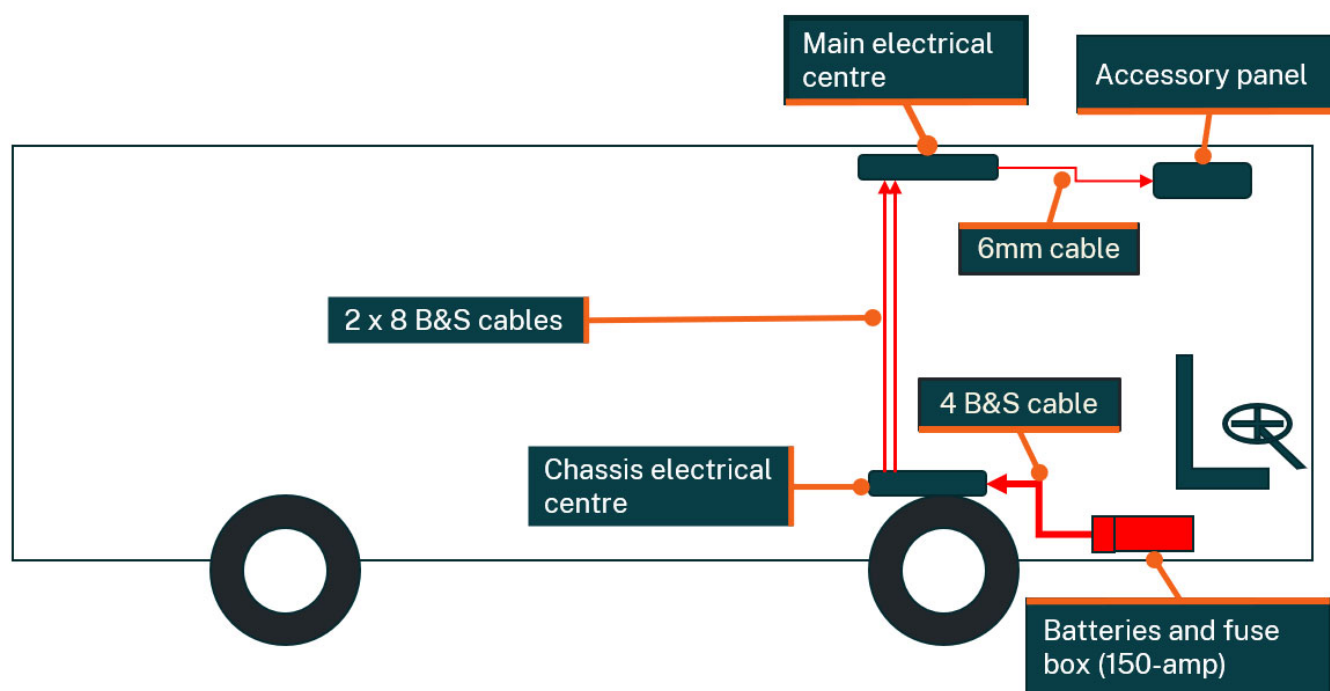 Main electrical
centre
Accessory panel
6mm cable
2 x 8 B&S cables
4 B&S cable
Chassis electrical
centre
Batteries and fuse
box (150-amp)